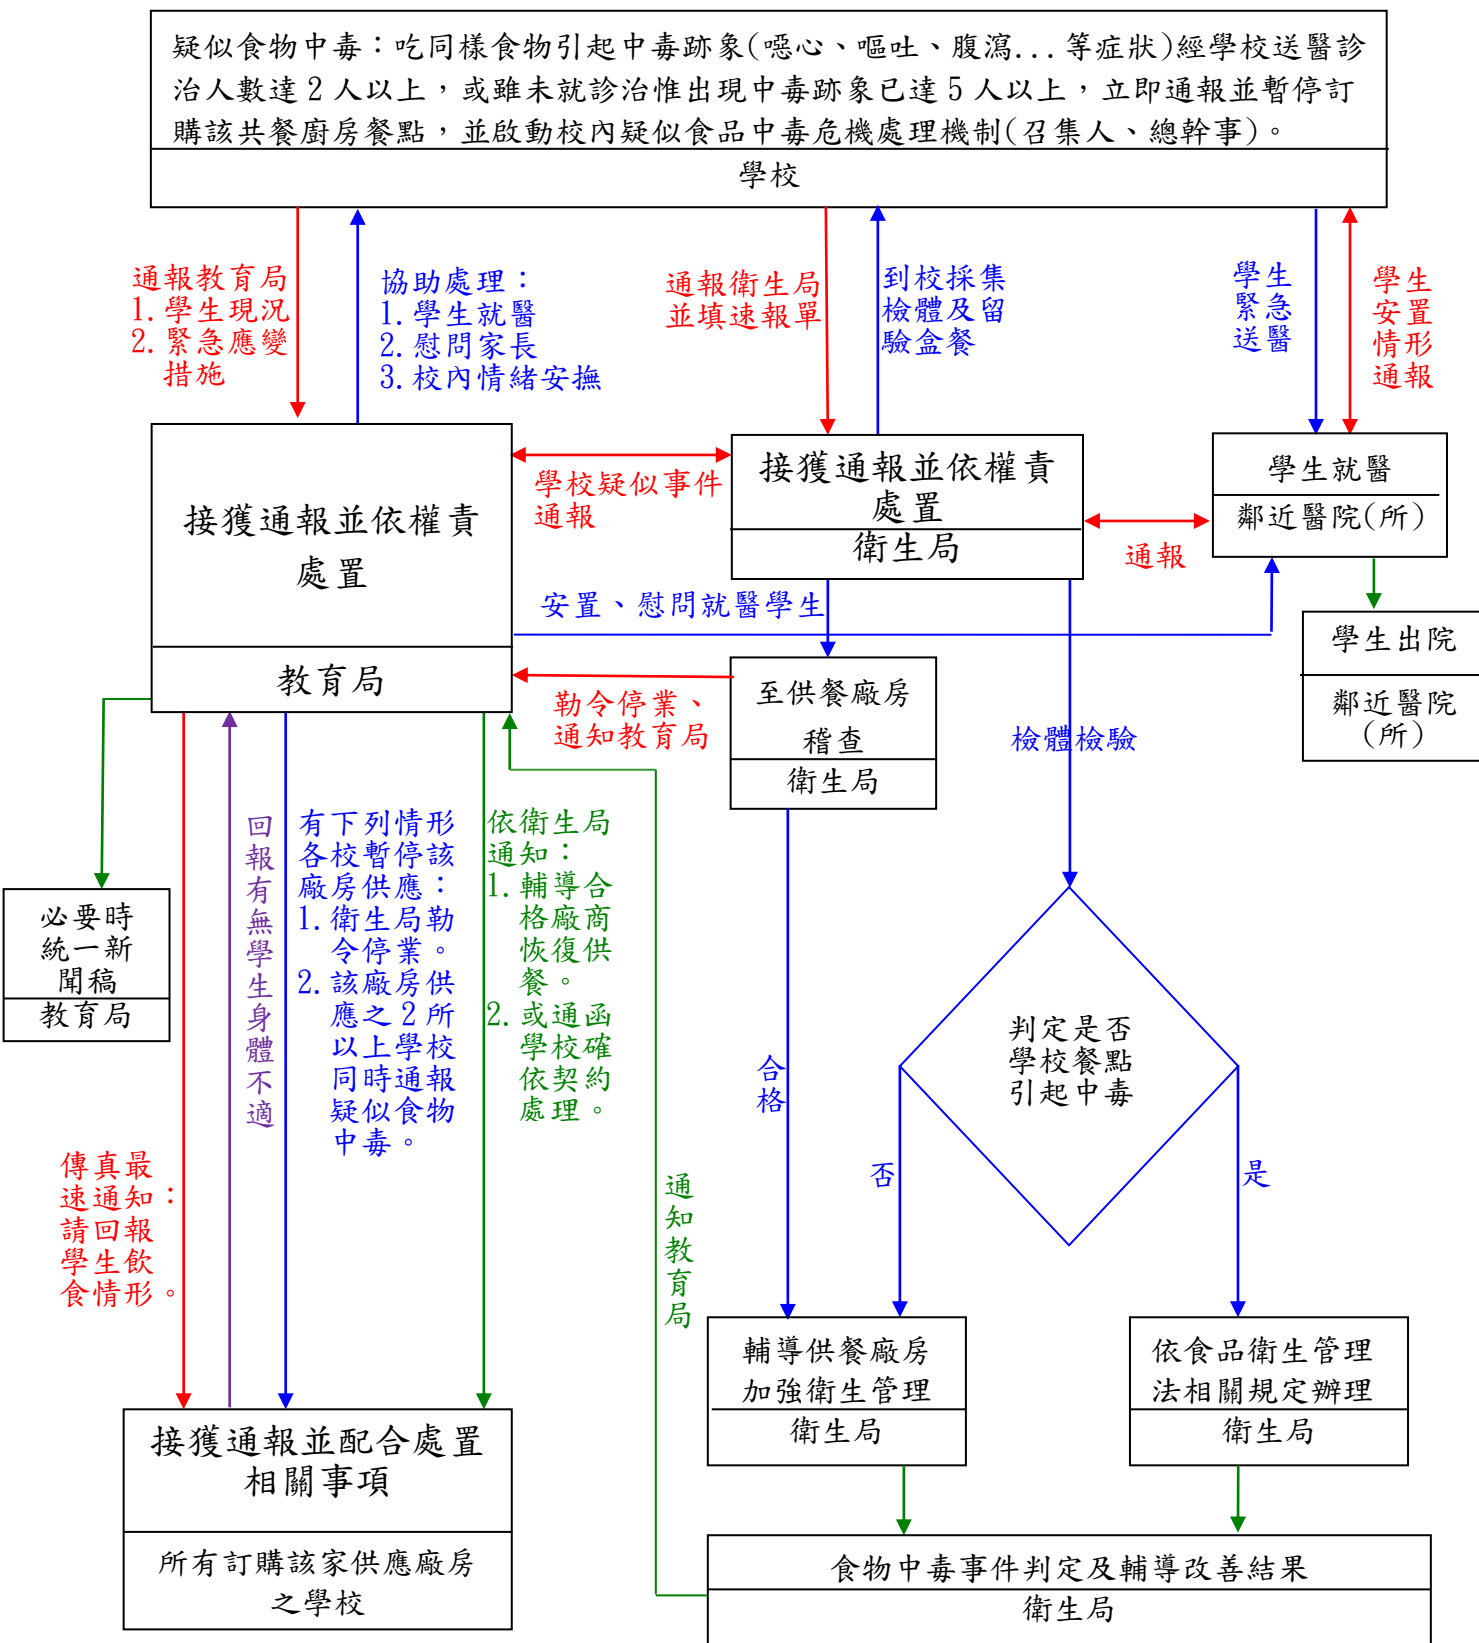 疑似食物中毒：吃同樣食物引起中毒跡象(噁心、嘔吐、腹瀉...等症狀)經學校送醫診
治人數達2人以上，或雖未就診治惟出現中毒跡象已達5人以上，立即通報並暫停訂
購該共餐廚房餐點，並啟動校內疑似食品中毒危機處理機制(召集人、總幹事)。
學校
通報教育局
1.學生現況
2.緊急應變
措施
協助處理：
1.學生就醫
2.慰問家長
3.校內情緒安撫
通報衛生局
並填速報單
到校採集
檢體及留
驗盒餐
學生
緊急
送醫
學生
安置
情形
通報
接獲通報並依權責
處置
教育局
學校疑似事件
通報
接獲通報並依權責
處置
衛生局
通報
學生就醫
鄰近醫院(所)
安置、慰問就醫學生
學生出院
鄰近醫院
(所)
勒令停業、
通知教育局
至供餐廠房
稽查
衛生局
檢體檢驗
必要時
統一新
聞稿
教育局
傳真最
速通知：
請回報
學生飲
食情形。
回報有無學生身體不適
有下列情形
各校暫停該
廠房供應：
1.衛生局勒
令停業。
2.該廠房供
應之2所
以上學校
同時通報
疑似食物
中毒。
依衛生局
通知：
1.輔導合
格廠商
恢復供
餐。
2.或通函
學校確
依契約
處理。
通知教育局
合格
判定是否
學校餐點
引起中毒
否
是
輔導供餐廠房
加強衛生管理
衛生局
依食品衛生管理
法相關規定辦理
衛生局
接獲通報並配合處置
相關事項
所有訂購該家供應廠房
之學校
食物中毒事件判定及輔導改善結果
衛生局